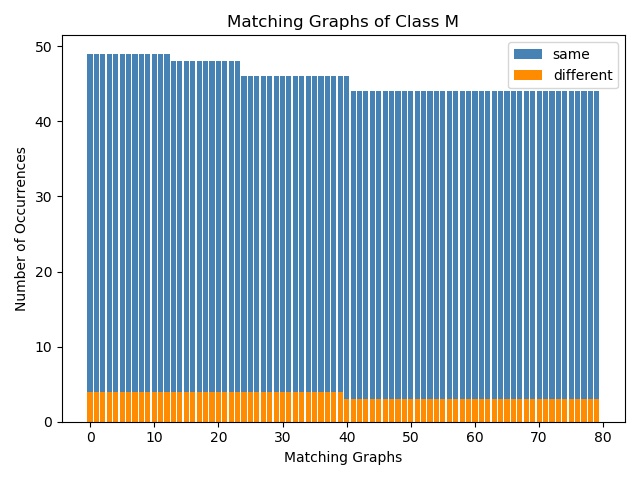 Matching Graphs of Class M
same
different
50
40
30
20
10
0
Number of Occurrences
0 10 20 30 40 50 60 70 80
Matching Graphs